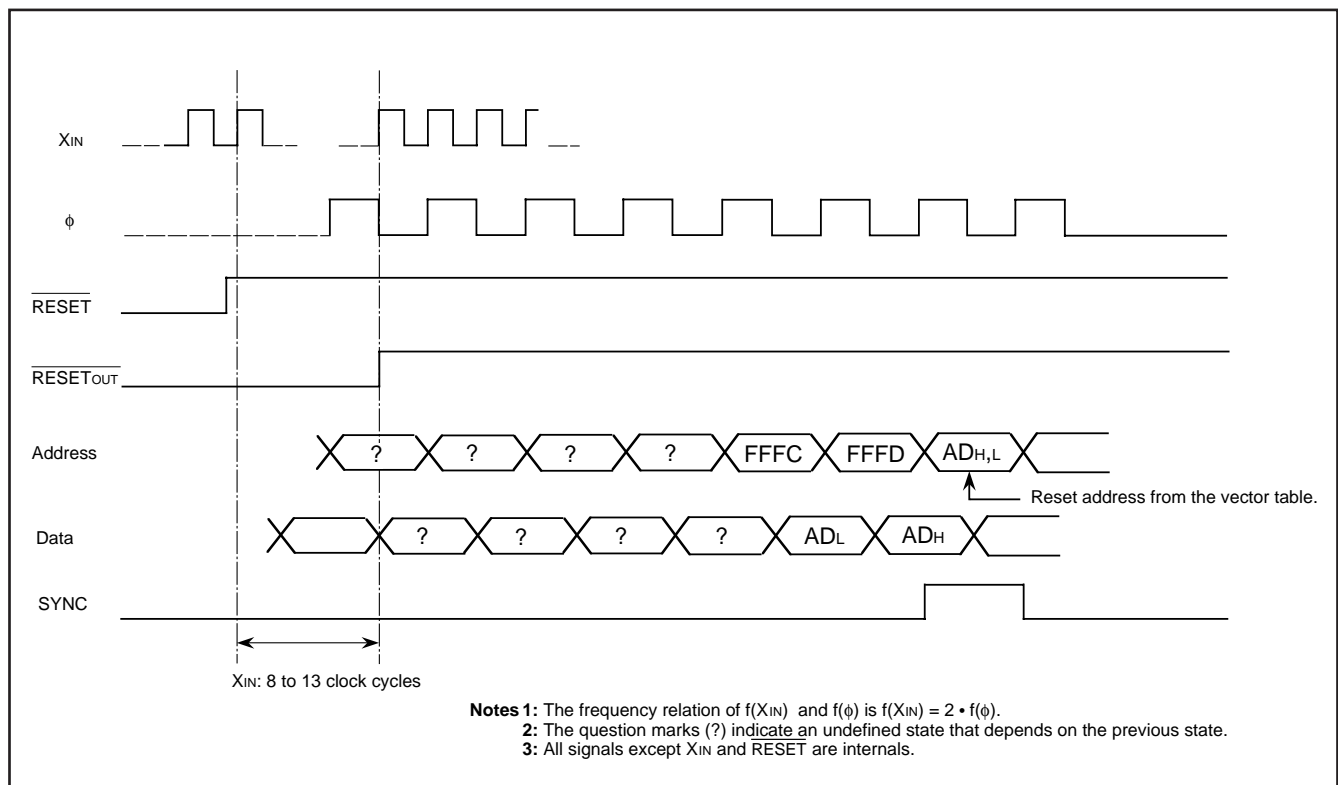 XIN
ϕ
RESET
RESETOUT
Address
? ? ? ? FFFC FFFD ADH,L
Reset address from the vector table.
Data
? ? ? ? ADL ADH
SYNC
XIN: 8 to 13 clock cycles
Notes 1: The frequency relation of f(XIN) and f(ϕ) is f(XIN) = 2 • f(ϕ).
2: The question marks (?) indicate an undefined state that depends on the previous state.
3: All signals except XIN and RESET are internals.